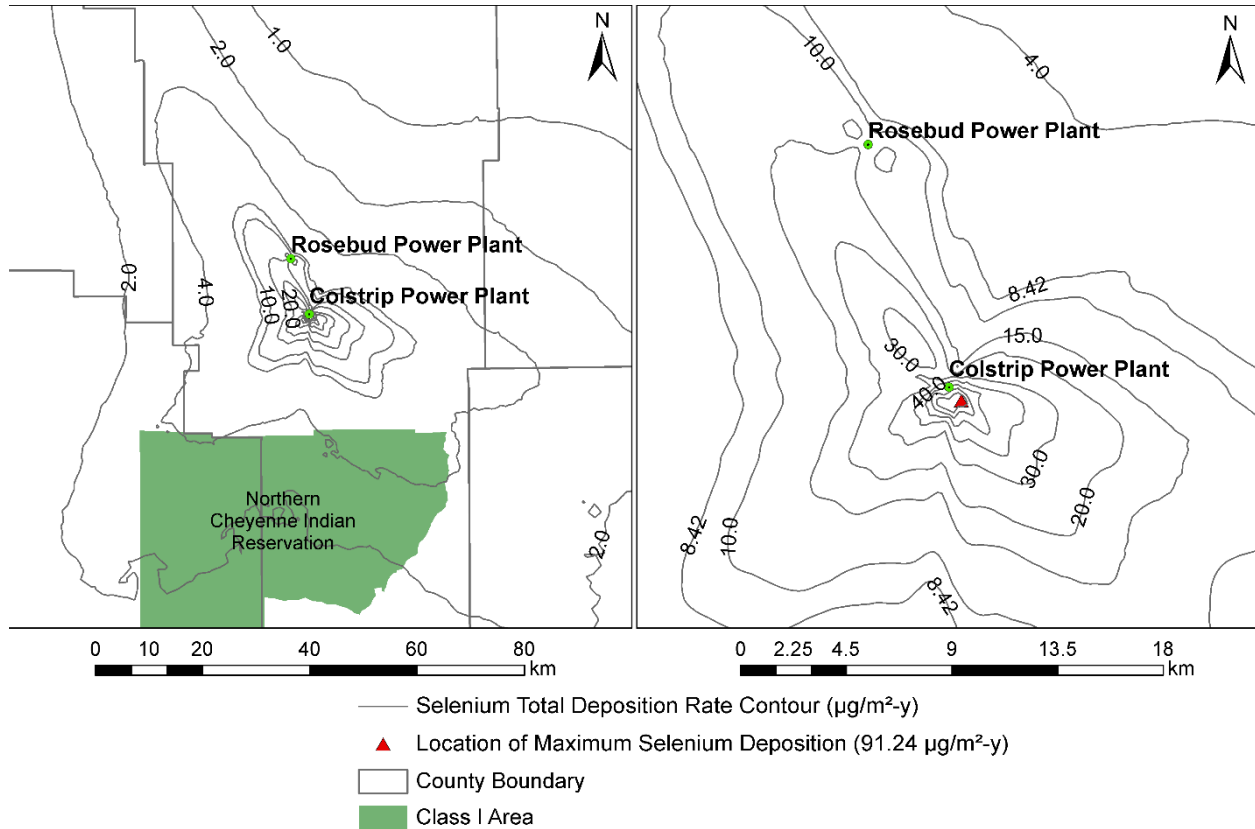 N
1.0
2.0
2.0
4.0
10.0
20.0
Rosebud Power Plant
Colstrip Power Plant
Northern
Cheyenne Indian
Reservation
2.0
0 10 20 40 60 80
km
N
10.0
4.0
Rosebud Power Plant
8.42
15.0
30.0
Colstrip Power Plant
40.0
30.0
20.0
8.42
10.0
8.42
0 2.25 4.5 9 13.5 18
km
Selenium Total Deposition Rate Contour (µg/m²-y)
Location of Maximum Selenium Deposition (91.24 µg/m²-y)
County Boundary
Class I Area